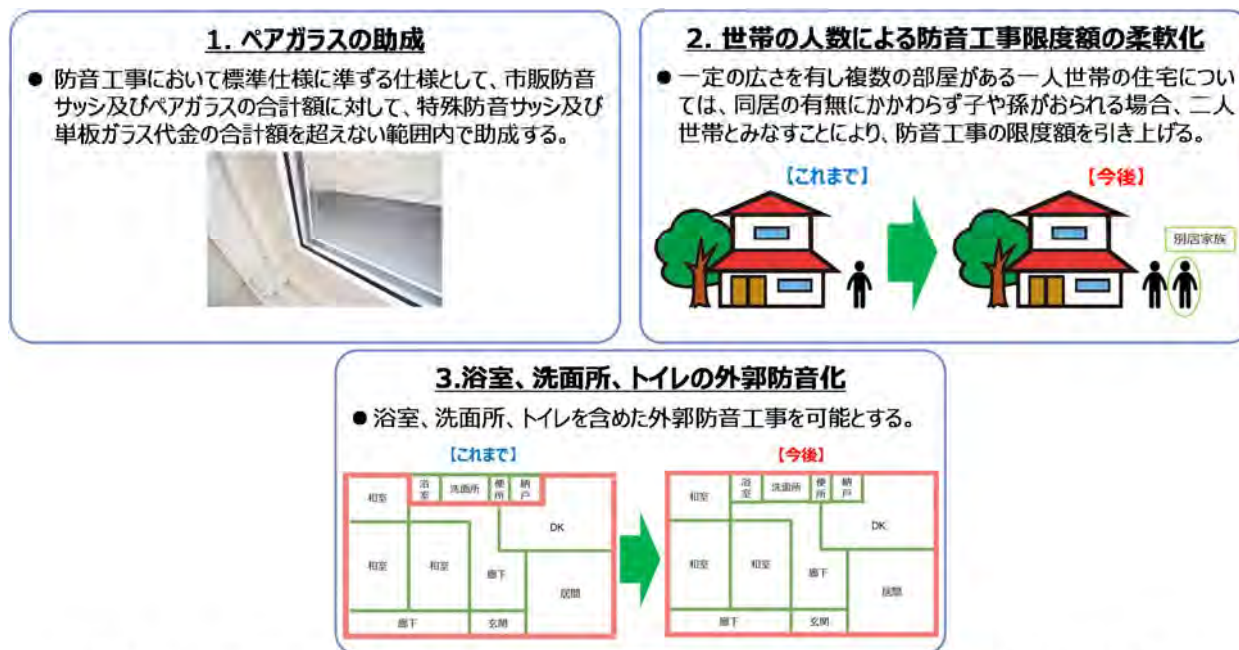 1. ペアガラスの助成
● 防音工事において標準仕様に準ずる仕様として、市販防音
サッシ及びペアガラスの合計額に対して、特殊防音サッシ及び
単板ガラス代金の合計額を超えない範囲内で助成する。
2. 世帯の人数による防音工事限度額の柔軟化
● 一定の広さを有し複数の部屋がある一人世帯の住宅につい
ては、同居の有無にかかわらず子や孫がおられる場合、二人
世帯とみなすことにより、防音工事の限度額を引き上げる。
【これまで】
【今後】
別居家族
3.浴室、洗面所、トイレの外郭防音化
● 浴室、洗面所、トイレを含めた外郭防音工事を可能とする。
【これまで】
和室
浴室
洗面所
便所
納戸
DK
和室
和室
廊下
居間
廊下
玄関
【今後】
和室
浴室
洗面所
便所
納戸
DK
和室
和室
廊下
居間
廊下
玄関